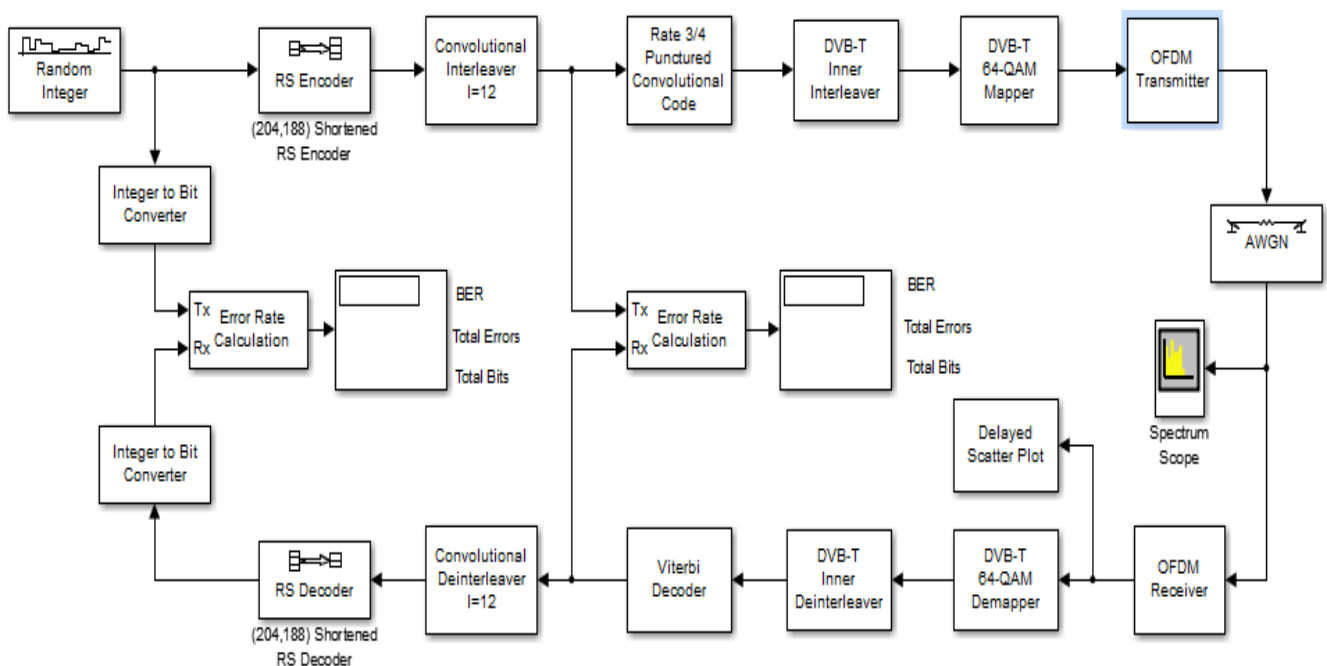 Random
Integer
RS Encoder
(204,188) Shortened
RS Encoder
Convolutional
Interleaver
I=12
Rate 3/4
Punctured
Convolutional
Code
DVB-T
Inner
Interleaver
DVB-T
64-QAM
Mapper
OFDM
Transmitter
Integer to Bit
Converter
AWGN
Tx
Rx
Error Rate
Calculation
BER
Total Errors
Total Bits
Tx
Rx
Error Rate
Calculation
BER
Total Errors
Total Bits
Spectrum
Scope
Delayed
Scatter Plot
Integer to Bit
Converter
RS Decoder
(204,188) Shortened
RS Decoder
Convolutional
Deinterleaver
I=12
Viterbi
Decoder
DVB-T
Inner
Deinterleaver
DVB-T
64-QAM
Demapper
OFDM
Receiver